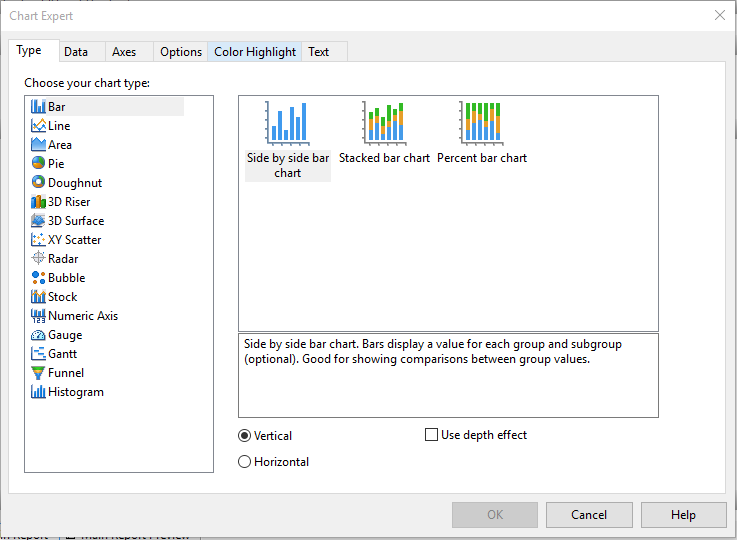 Chart Expert
Type Data Axes Options Color Highlight Text
Choose your chart type:
Bar
Line
Area
Pie
Doughnut
3D Riser
3D Surface
XY Scatter
Radar
Bubble
Stock
Numeric Axis
Gauge
Gantt
Funnel
Histogram
Side by side bar
chart
Stacked bar chart
Percent bar chart
Side by side bar chart. Bars display a value for each group and subgroup
(optional). Good for showing comparisons between group values.
Vertical
Use depth effect
Horizontal
OK Cancel Help
Report Main Report Preview